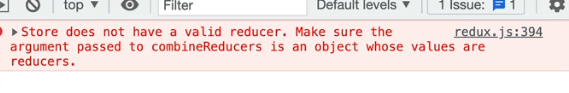 top ▾ Filter Default levels ▾ 1 Issue: 1
▸Store does not have a valid reducer. Make sure the redux.js:394
argument passed to combineReducers is an object whose values are
reducers.